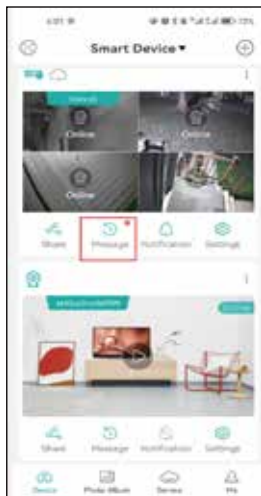 Smart Device ▾
Online Online
Online
Share Message Notification Settings
Share Message Notification Settings
Device Photo Album Service Me